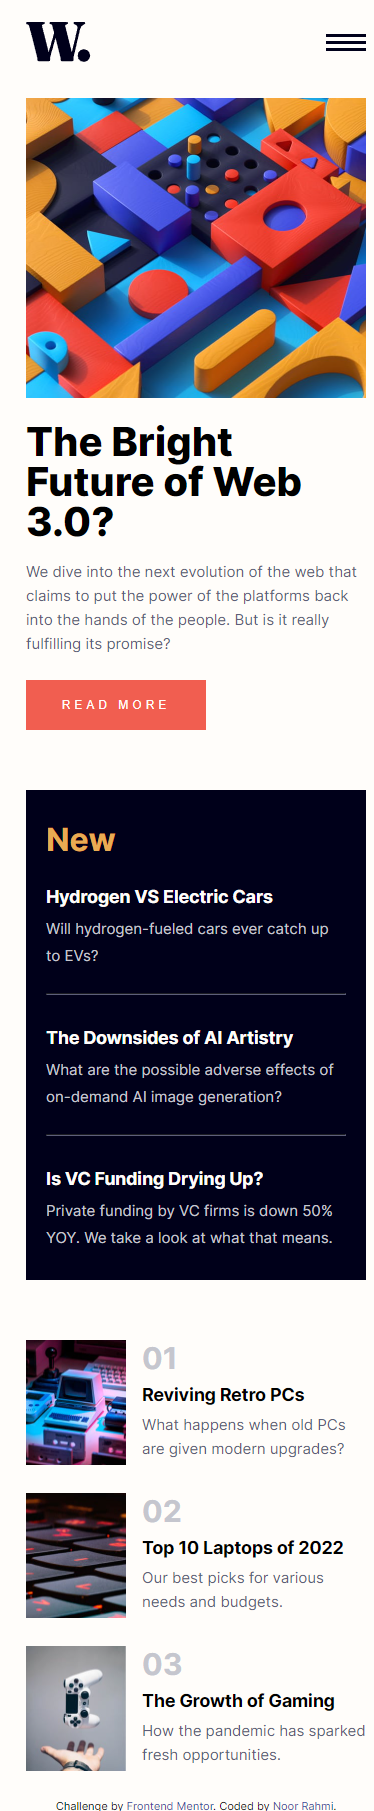 W.
The Bright
Future of Web
3.0?
We dive into the next evolution of the web that
claims to put the power of the platforms back
into the hands of the people. But is it really
fulfilling its promise?
READ MORE
New
Hydrogen VS Electric Cars
Will hydrogen-fueled cars ever catch up
to EVs?
The Downsides of AI Artistry
What are the possible adverse effects of
on-demand AI image generation?
Is VC Funding Drying Up?
Private funding by VC firms is down 50%
YOY. We take a look at what that means.
01
Reviving Retro PCs
What happens when old PCs
are given modern upgrades?
02
Top 10 Laptops of 2022
Our best picks for various
needs and budgets.
03
The Growth of Gaming
How the pandemic has sparked
fresh opportunities.
Challenge by Frontend Mentor. Coded by Noor Rahmi.